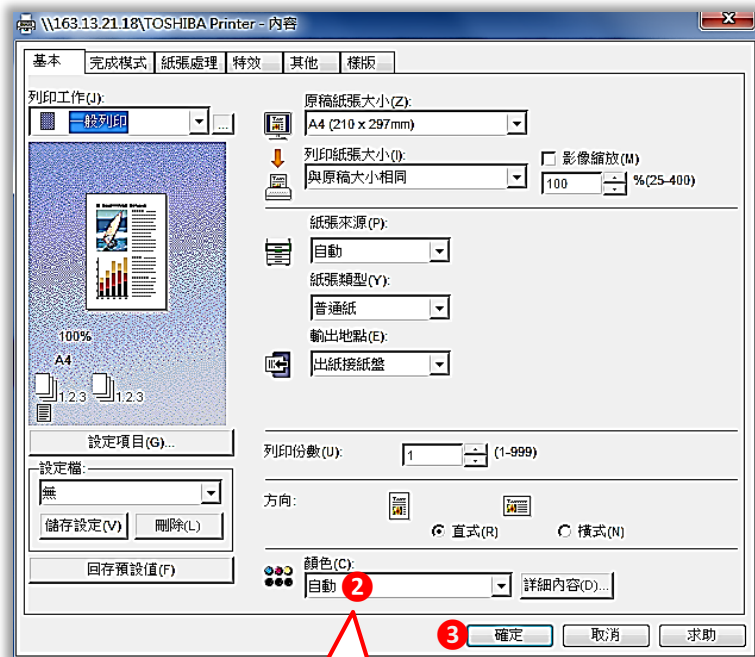 \\163.13.21.18\TOSHIBA Printer - 內容
基本 完成模式 紙張處理 特效 其他 樣版
列印工作(J):
一般列印 ...
原稿紙張大小(Z):
A4 (210 x 297mm)
列印紙張大小(I):
與原稿大小相同
影像縮放(M)
100 %(25-400)
紙張來源(P):
自動
紙張類型(Y):
普通紙
輸出地點(E):
出紙接紙盤
100%
A4
1.2.3 1.2.3
設定項目(G)...
設定檔:
無
儲存設定(V) 刪除(L)
回存預設值(F)
列印份數(U): 1 (1-999)
方向:
直式(R) 橫式(N)
顏色(C):
自動 2 詳細內容(D)...
3 確定 取消 求助